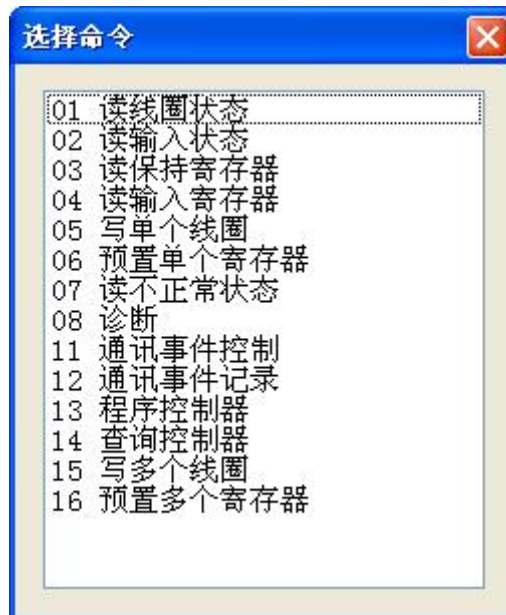 选择命令
01 读线圈状态
02 读输入状态
03 读保持寄存器
04 读输入寄存器
05 写单个线圈
06 预置单个寄存器
07 读不正常状态
08 诊断
11 通讯事件控制
12 通讯事件记录
13 程序控制器
14 查询控制器
15 写多个线圈
16 预置多个寄存器